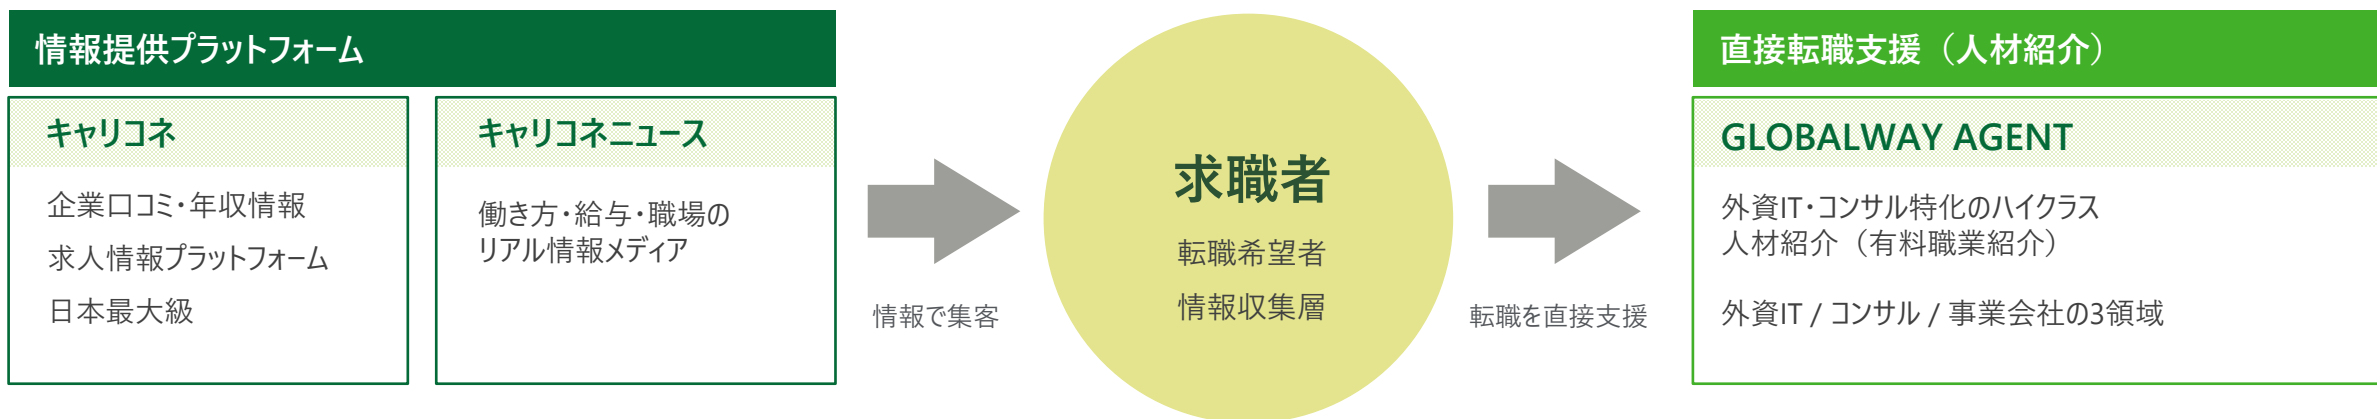 情報提供プラットフォーム
キャリコネ
企業口コミ・年収情報
求人情報プラットフォーム
日本最大級
キャリコネニュース
働き方・給与・職場の
リアル情報メディア
情報で集客
求職者
転職希望者
情報収集層
転職を直接支援
直接転職支援（人材紹介）
GLOBALWAY AGENT
外資IT・コンサル特化のハイクラス
人材紹介（有料職業紹介）
外資IT / コンサル / 事業会社の3領域